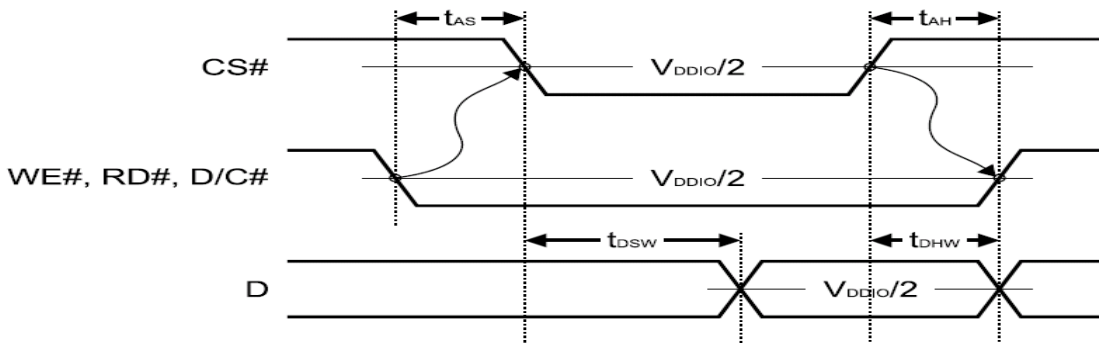 tAS tAH
CS# VDDIO/2
WE#, RD#, D/C# VDDIO/2
tDSW tDHW
D VDDIO/2